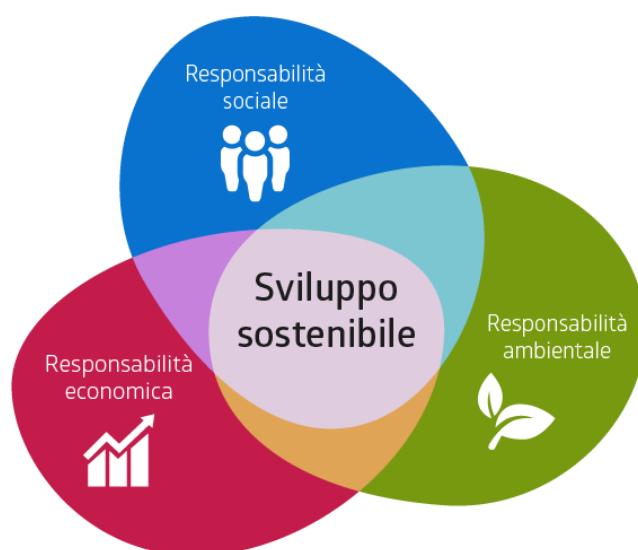 Responsabilità
sociale
Sviluppo
sostenibile
Responsabilità
ambientale
Responsabilità
economica